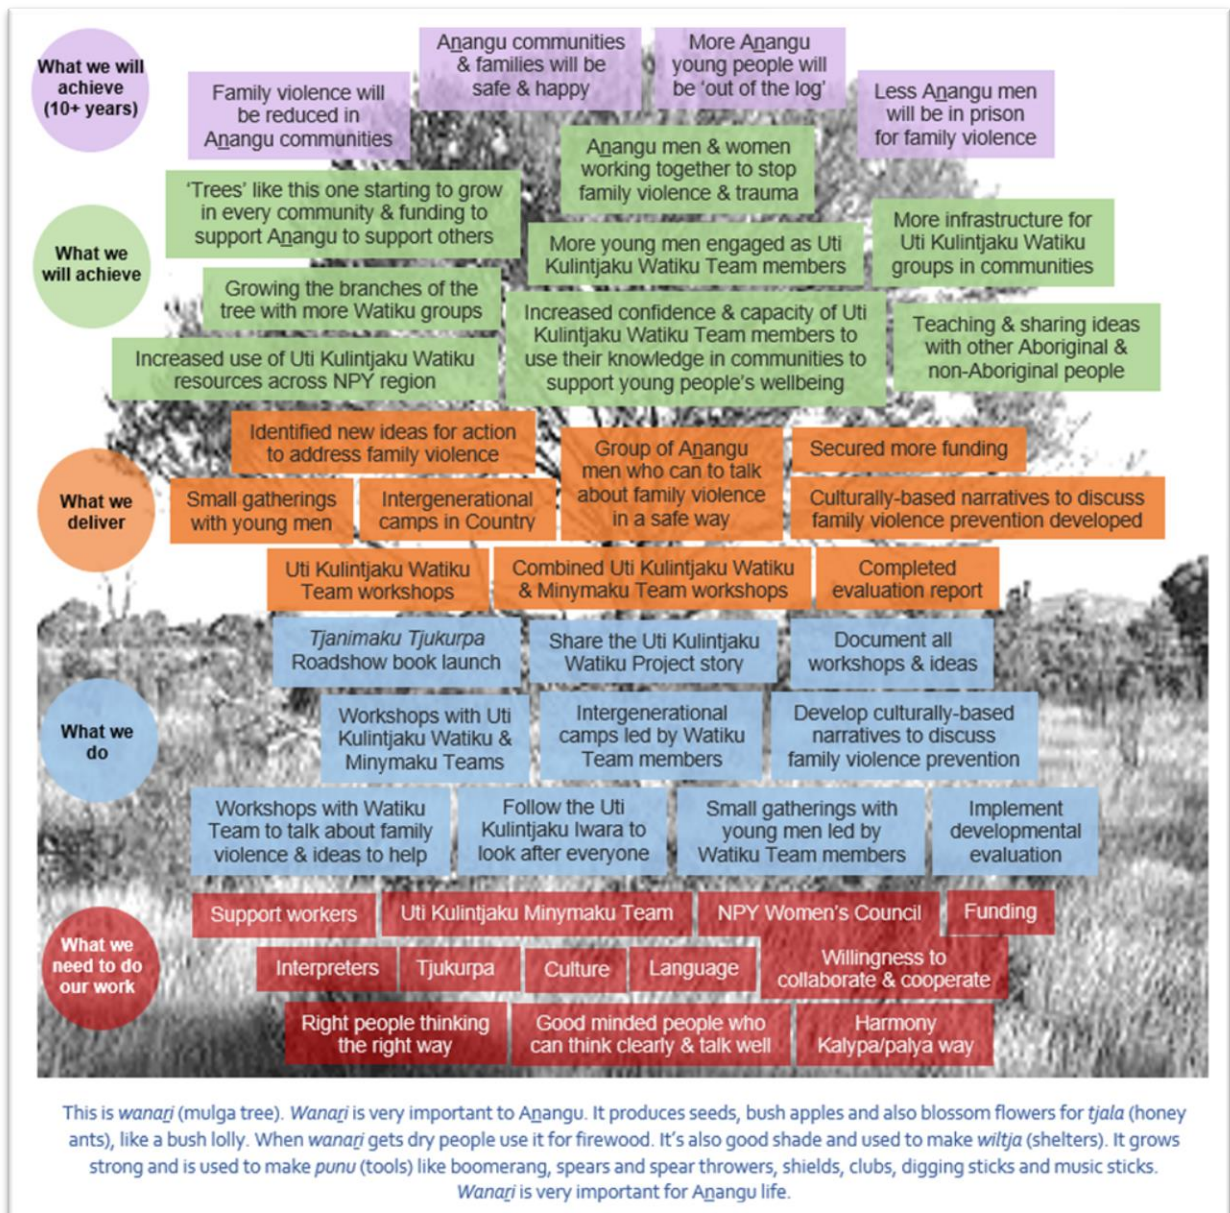 What we will
achieve
(10+ years)
Family violence will
be reduced in
Aṉangu communities
Aṉangu communities
& families will be
safe & happy
More Aṉangu
young people will
be ‘out of the log’
Less Aṉangu men
will be in prison
for family violence
What we
will achieve
Aṉangu men & women
working together to stop
family violence & trauma
‘Trees’ like this one starting to grow
in every community & funding to
support Aṉangu to support others
More young men engaged as Uti
Kulintjaku Watiku Team members
More infrastructure for
Uti Kulintjaku Watiku
groups in communities
Growing the branches of the
tree with more Watiku groups
Increased confidence & capacity of Uti
Kulintjaku Watiku Team members to
use their knowledge in communities to
support young people’s wellbeing
Teaching & sharing ideas
with other Aboriginal &
non-Aboriginal people
Increased use of Uti Kulintjaku Watiku
resources across NPY region
What we
deliver
Identified new ideas for action
to address family violence
Group of Aṉangu
men who can to talk
about family violence
in a safe way
Secured more funding
Small gatherings
with young men
Intergenerational
camps in Country
Culturally-based narratives to discuss
family violence prevention developed
Uti Kulintjaku Watiku
Team workshops
Combined Uti Kulintjaku Watiku
& Minymaku Team workshops
Completed
evaluation report
What we
do
Tjanimaku Tjukurpa
Roadshow book launch
Share the Uti Kulintjaku
Watiku Project story
Document all
workshops & ideas
Workshops with Uti
Kulintjaku Watiku &
Minymaku Teams
Intergenerational
camps led by Watiku
Team members
Develop culturally-based
narratives to discuss
family violence prevention
Workshops with Watiku
Team to talk about family
violence & ideas to help
Follow the Uti
Kulintjaku Iwara to
look after everyone
Small gatherings with
young men led by
Watiku Team members
Implement
developmental
evaluation
What we
need to do
our work
Support workers
Uti Kulintjaku Minymaku Team
NPY Women’s Council
Funding
Interpreters
Tjukurpa
Culture
Language
Willingness to
collaborate & cooperate
Right people thinking
the right way
Good minded people who
can think clearly & talk well
Harmony
Kalypa/palya way
This is wanaṟi (mulga tree). Wanaṟi is very important to Aṉangu. It produces seeds, bush apples and also blossom flowers for tjala (honey
ants), like a bush lolly. When wanaṟi gets dry people use it for firewood. It’s also good shade and used to make wiltja (shelters). It grows
strong and is used to make punu (tools) like boomerang, spears and spear throwers, shields, clubs, digging sticks and music sticks.
Wanaṟi is very important for Aṉangu life.